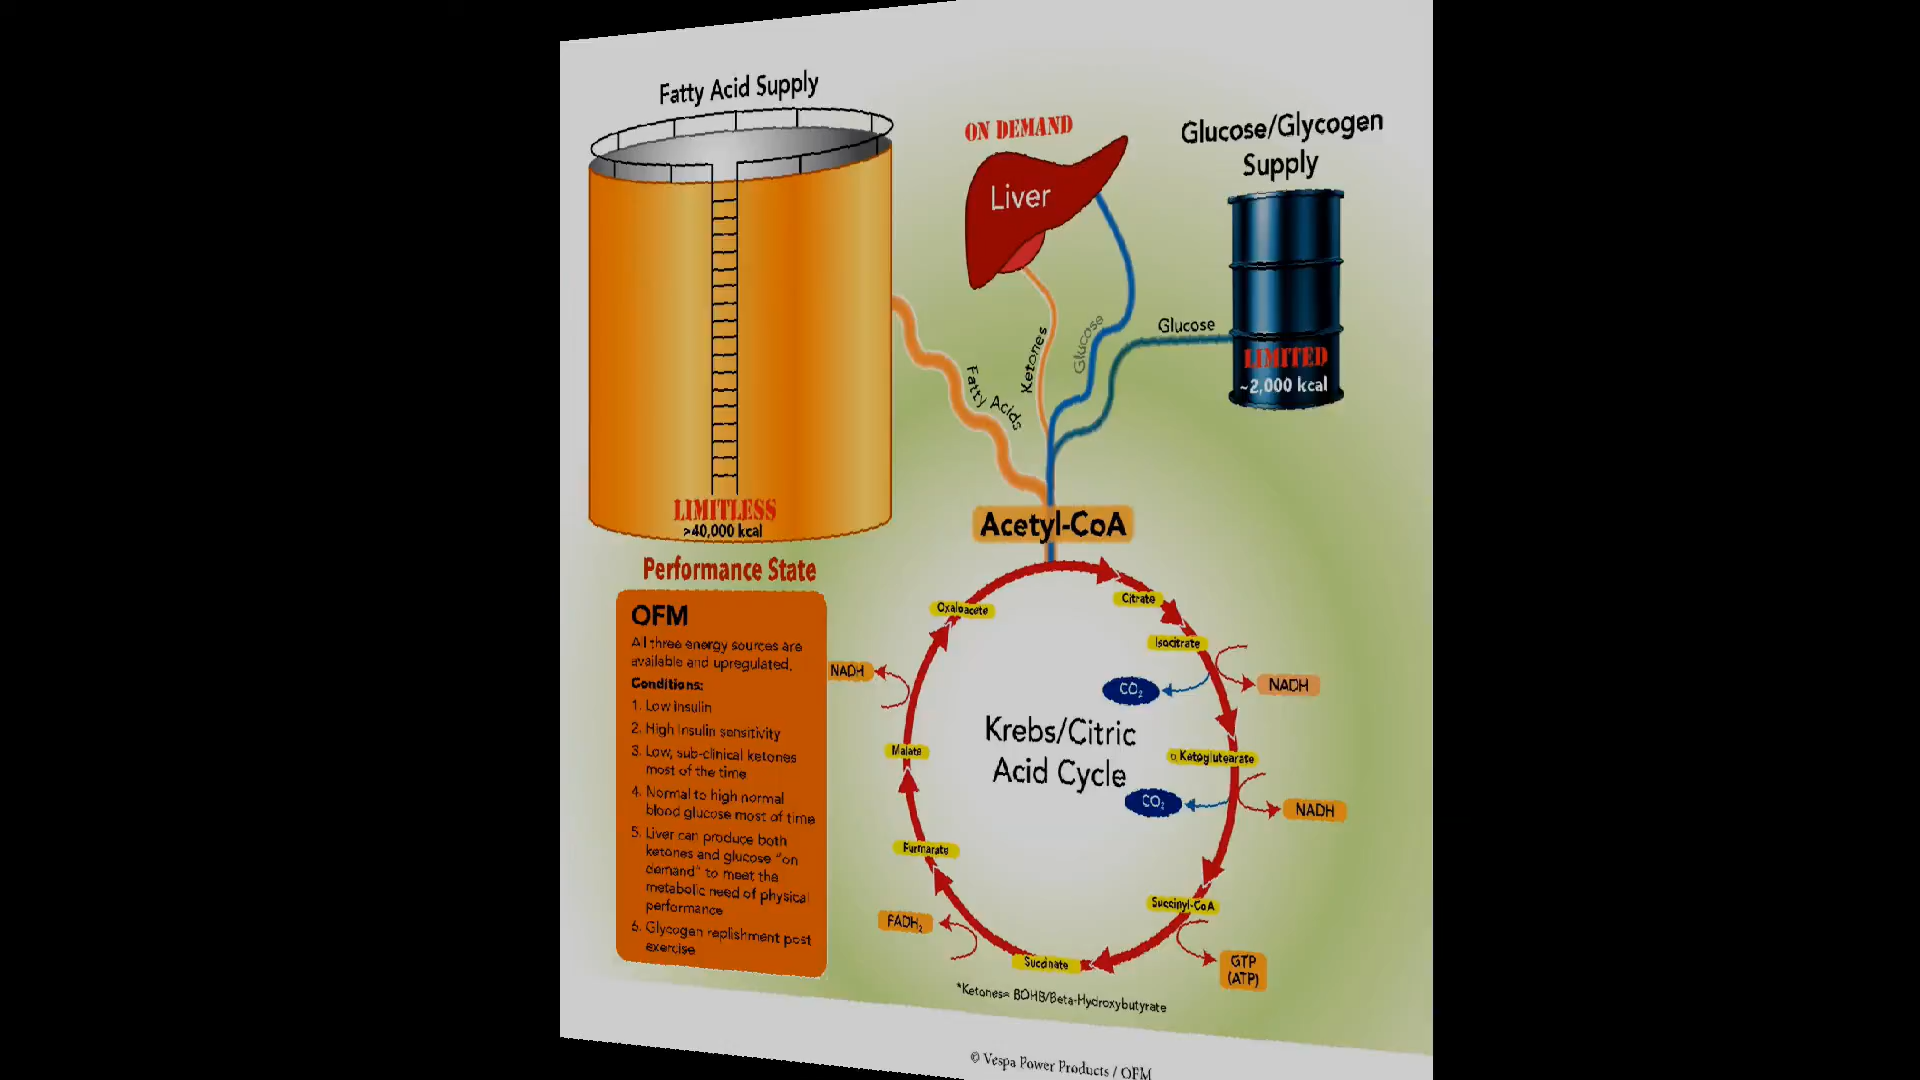 Fatty Acid Supply
LIMITLESS
>40,000 kcal
ON DEMAND
Liver
Glucose/Glycogen
Supply
LIMITED
~2,000 kcal
Fatty Acids
Ketones
Glucose
Glucose
Acetyl-CoA
Performance State
OFM
All three energy sources are
available and upregulated.
Conditions:
1. Low insulin
2. High Insulin sensitivity
3. Low, sub-clinical ketones
most of the time
4. Normal to high normal
blood glucose most of time
5. Liver can produce both
ketones and glucose "on
demand" to meet the
metabolic need of physical
performance
6. Glycogen replishment post
exercise
Krebs/Citric
Acid Cycle
Oxaloacete
Citrate
Isocitrate
NADH
CO₂
NADH
α Ketoglutearate
CO₂
NADH
Malate
Furmarate
Succinyl-CoA
FADH₂
GTP
(ATP)
Succinate
*Ketones= BOHB/Beta-Hydroxybutyrate
© Vespa Power Products / OFM